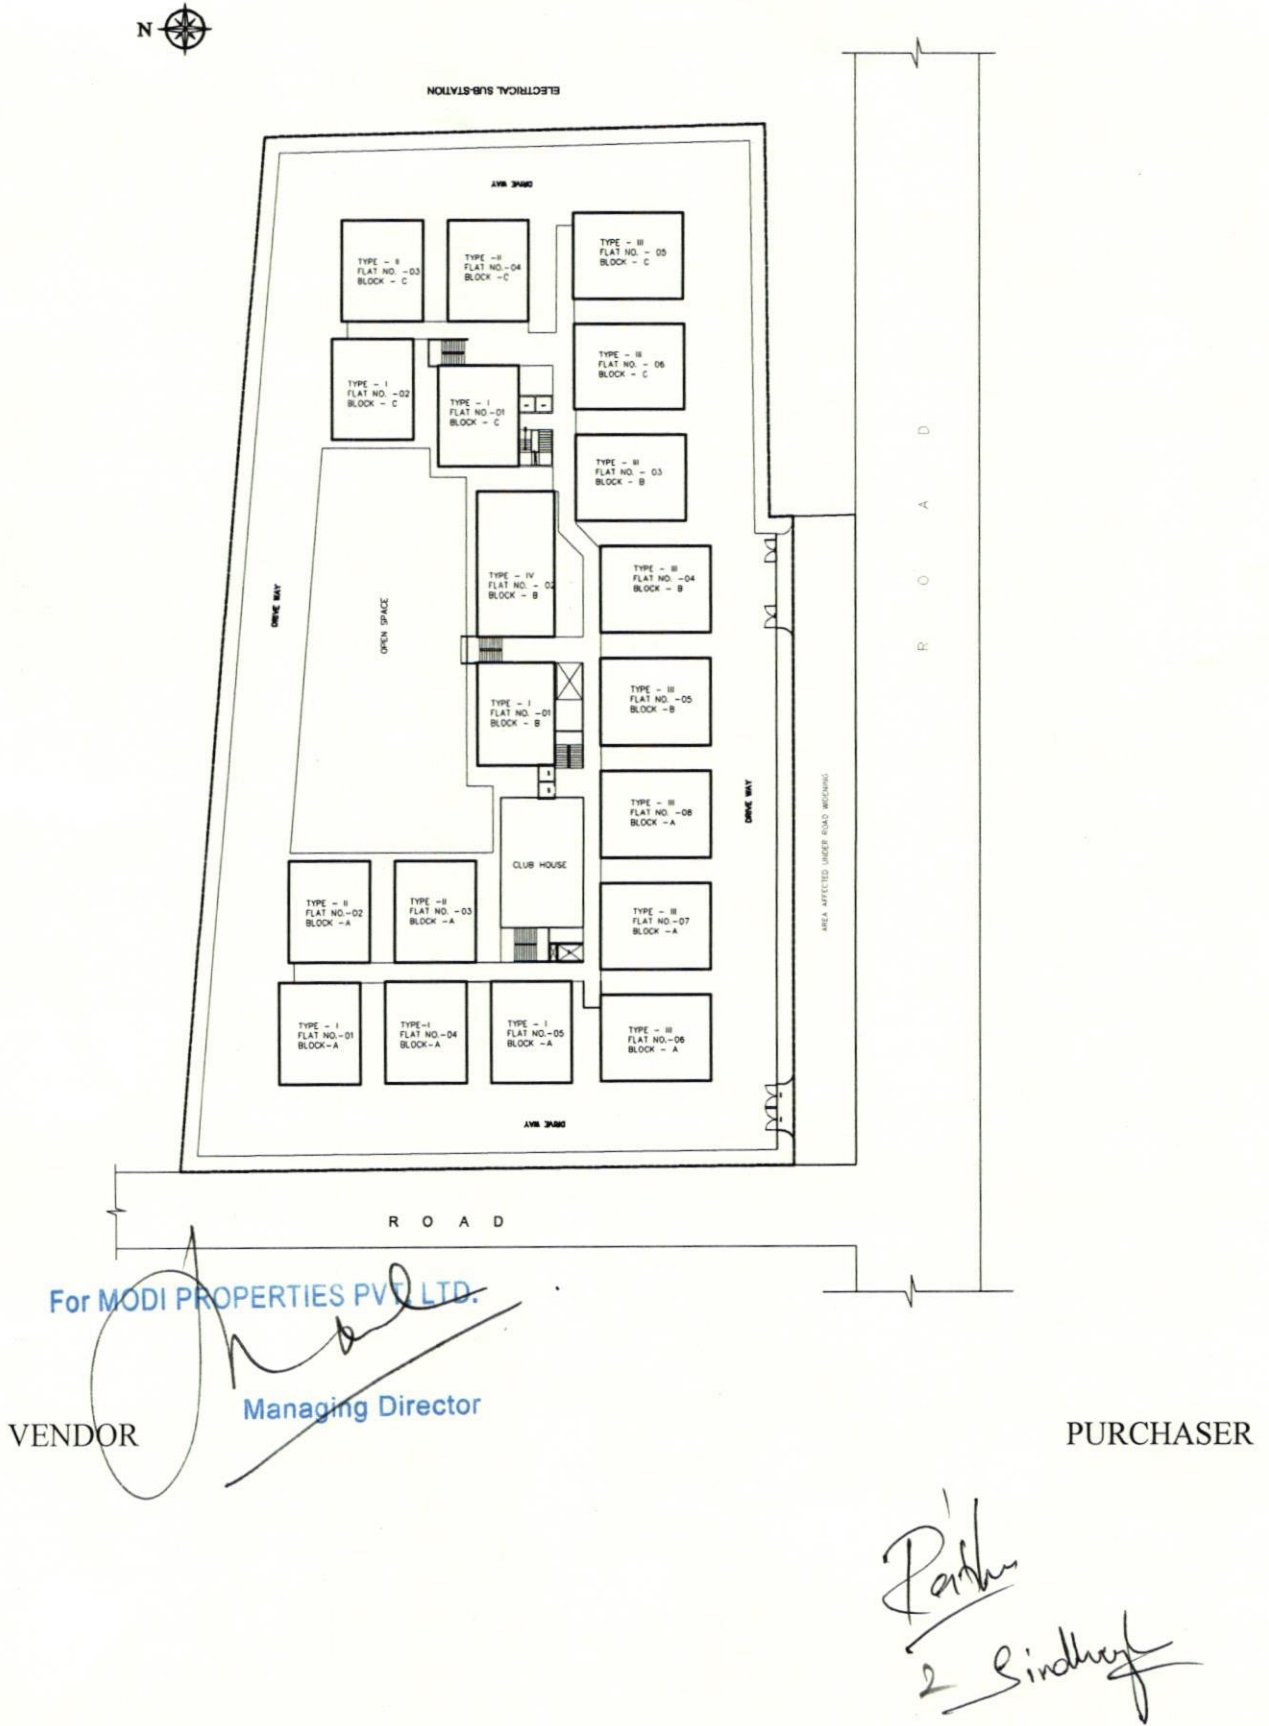 N
ELECTRICAL SUB-STATION
DRIVE WAY
TYPE - II
FLAT NO. -03
BLOCK - C
TYPE -II
FLAT NO.-04
BLOCK -C
TYPE - III
FLAT NO. - 05
BLOCK - C
TYPE - III
FLAT NO. - 06
BLOCK - C
TYPE - I
FLAT NO. -02
BLOCK - C
TYPE - I
FLAT NO.-01
BLOCK - C
TYPE - III
FLAT NO. - 03
BLOCK - B
ROAD
TYPE - IV
FLAT NO. - 02
BLOCK - B
TYPE - III
FLAT NO. -04
BLOCK - B
DRIVE WAY
OPEN SPACE
TYPE - I
FLAT NO. -01
BLOCK - B
TYPE - III
FLAT NO. -05
BLOCK -B
TYPE - III
FLAT NO. -08
BLOCK -A
DRIVE WAY
AREA AFFECTED UNDER ROAD WIDENING
CLUB HOUSE
TYPE - II
FLAT NO.-02
BLOCK -A
TYPE -II
FLAT NO. -03
BLOCK -A
TYPE - III
FLAT NO.-07
BLOCK -A
TYPE - I
FLAT NO.-01
BLOCK-A
TYPE-I
FLAT NO.-04
BLOCK-A
TYPE - I
FLAT NO.-05
BLOCK -A
TYPE - III
FLAT NO.-06
BLOCK - A
DRIVE WAY
ROAD
For MODI PROPERTIES PVT. LTD.
Managing Director
VENDOR
PURCHASER
2